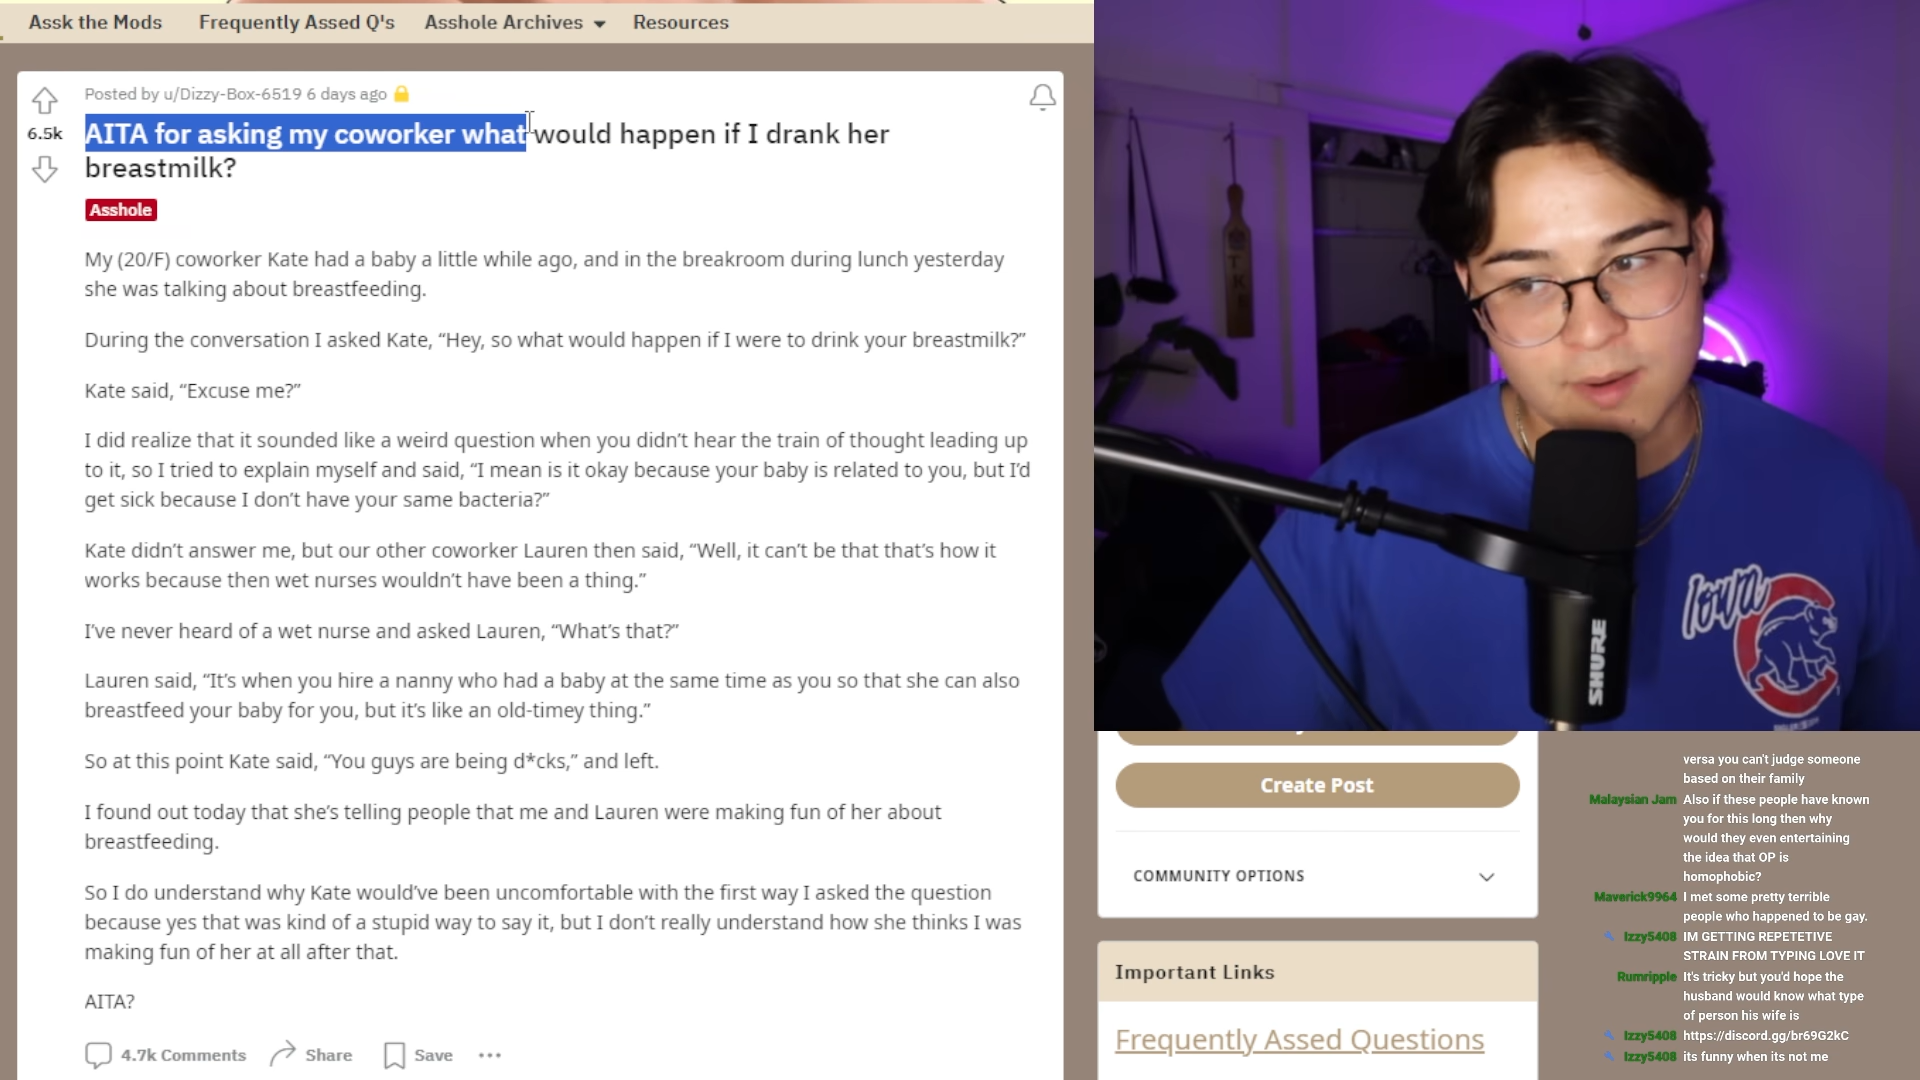 Assk the Mods Frequently Assed Q's Asshole Archives Resources
Posted by u/Dizzy-Box-6519 6 days ago
6.5k
AITA for asking my coworker what would happen if I drank her
breastmilk?
Asshole
My (20/F) coworker Kate had a baby a little while ago, and in the breakroom during lunch yesterday
she was talking about breastfeeding.
During the conversation I asked Kate, “Hey, so what would happen if I were to drink your breastmilk?”
Kate said, “Excuse me?”
I did realize that it sounded like a weird question when you didn’t hear the train of thought leading up
to it, so I tried to explain myself and said, “I mean is it okay because your baby is related to you, but I’d
get sick because I don’t have your same bacteria?”
Kate didn’t answer me, but our other coworker Lauren then said, “Well, it can’t be that that’s how it
works because then wet nurses wouldn’t have been a thing.”
I’ve never heard of a wet nurse and asked Lauren, “What’s that?”
Lauren said, “It’s when you hire a nanny who had a baby at the same time as you so that she can also
breastfeed your baby for you, but it’s like an old-timey thing.”
So at this point Kate said, “You guys are being d*cks,” and left.
I found out today that she’s telling people that me and Lauren were making fun of her about
breastfeeding.
So I do understand why Kate would’ve been uncomfortable with the first way I asked the question
because yes that was kind of a stupid way to say it, but I don’t really understand how she thinks I was
making fun of her at all after that.
AITA?
4.7k Comments Share Save
SHURE
Iowa
Create Post
COMMUNITY OPTIONS
Important Links
Frequently Assed Questions
versa you can't judge someone
based on their family
Malaysian Jam Also if these people have known
you for this long then why
would they even entertaining
the idea that OP is
homophobic?
Maverick9964 I met some pretty terrible
people who happened to be gay.
Izzy5408 IM GETTING REPETETIVE
STRAIN FROM TYPING LOVE IT
Rumripple It's tricky but you'd hope the
husband would know what type
of person his wife is
Izzy5408 https://discord.gg/br69G2kC
Izzy5408 its funny when its not me